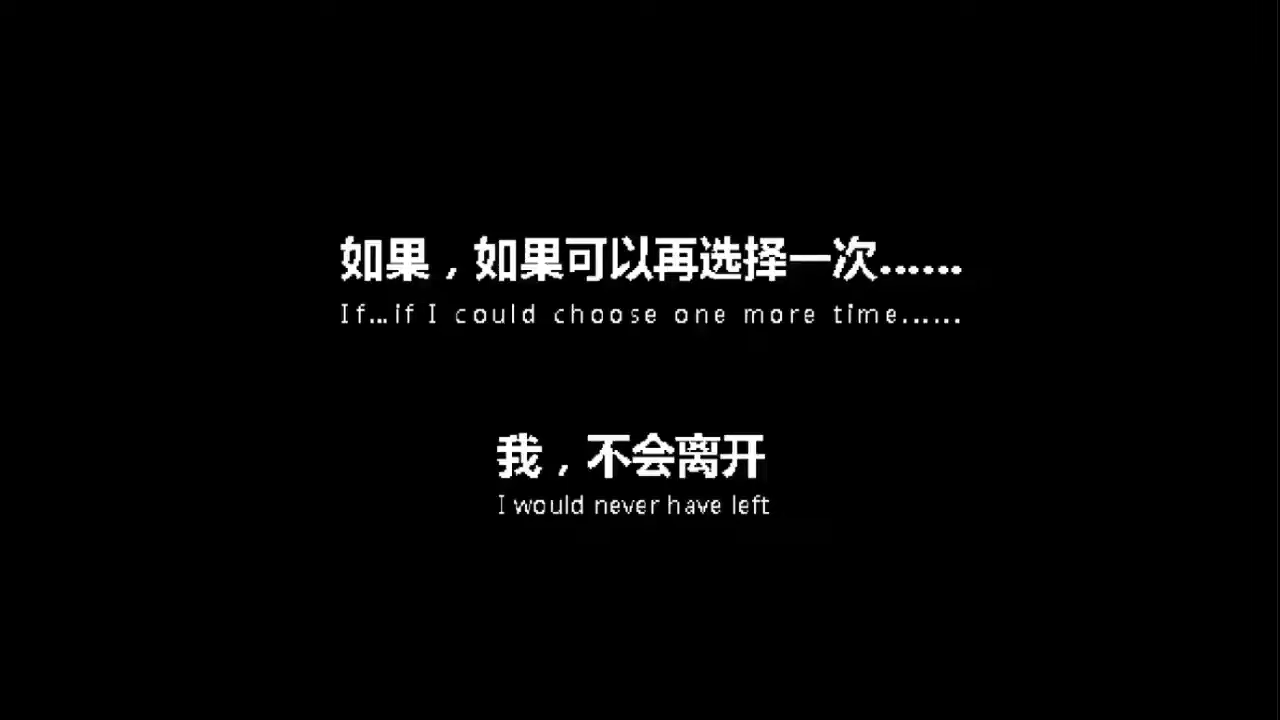 如果，如果可以再选择一次……
If...if I could choose one more time......
我，不会离开
I would never have left